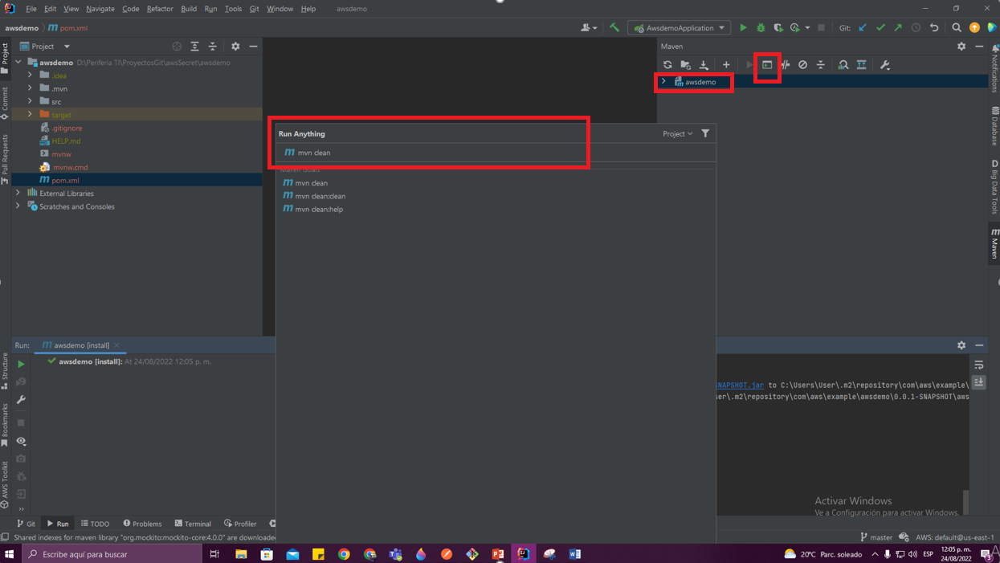 File Edit View Navigate Code Refactor Build Run Tools Git Window Help awsdemo
awsdemo pom.xml
AwsdemoApplication
Git:
Project
awsdemo D:\Periferia TI\ProyectosGit\awsSecret\awsdemo
.idea
.mvn
src
target
.gitignore
HELP.md
mvnw
mvnw.cmd
pom.xml
External Libraries
Scratches and Consoles
Project
Commit
Pull Requests
Structure
Bookmarks
AWS Toolkit
Run Anything
Project
mvn clean
Maven Goals
mvn clean
mvn clean:clean
mvn clean:help
Maven
awsdemo
Notifications
Database
Big Data Tools
Maven
Run: awsdemo [install]
awsdemo [install]: At 24/08/2022 12:05 p. m.
SNAPSHOT.jar to C:\Users\User\.m2\repository\com\aws\example\
ser\.m2\repository\com\aws\example\awsdemo\0.0.1-SNAPSHOT\aws
Activar Windows
Ve a Configuración para activar Windows.
Git Run TODO Problems Terminal Profiler
Shared indexes for maven library "org.mockito:mockito-core:4.0.0" are downloade
master AWS: default@us-east-1
Escribe aquí para buscar
20°C Parc. soleado
ESP
12:05 p. m.
24/08/2022
3